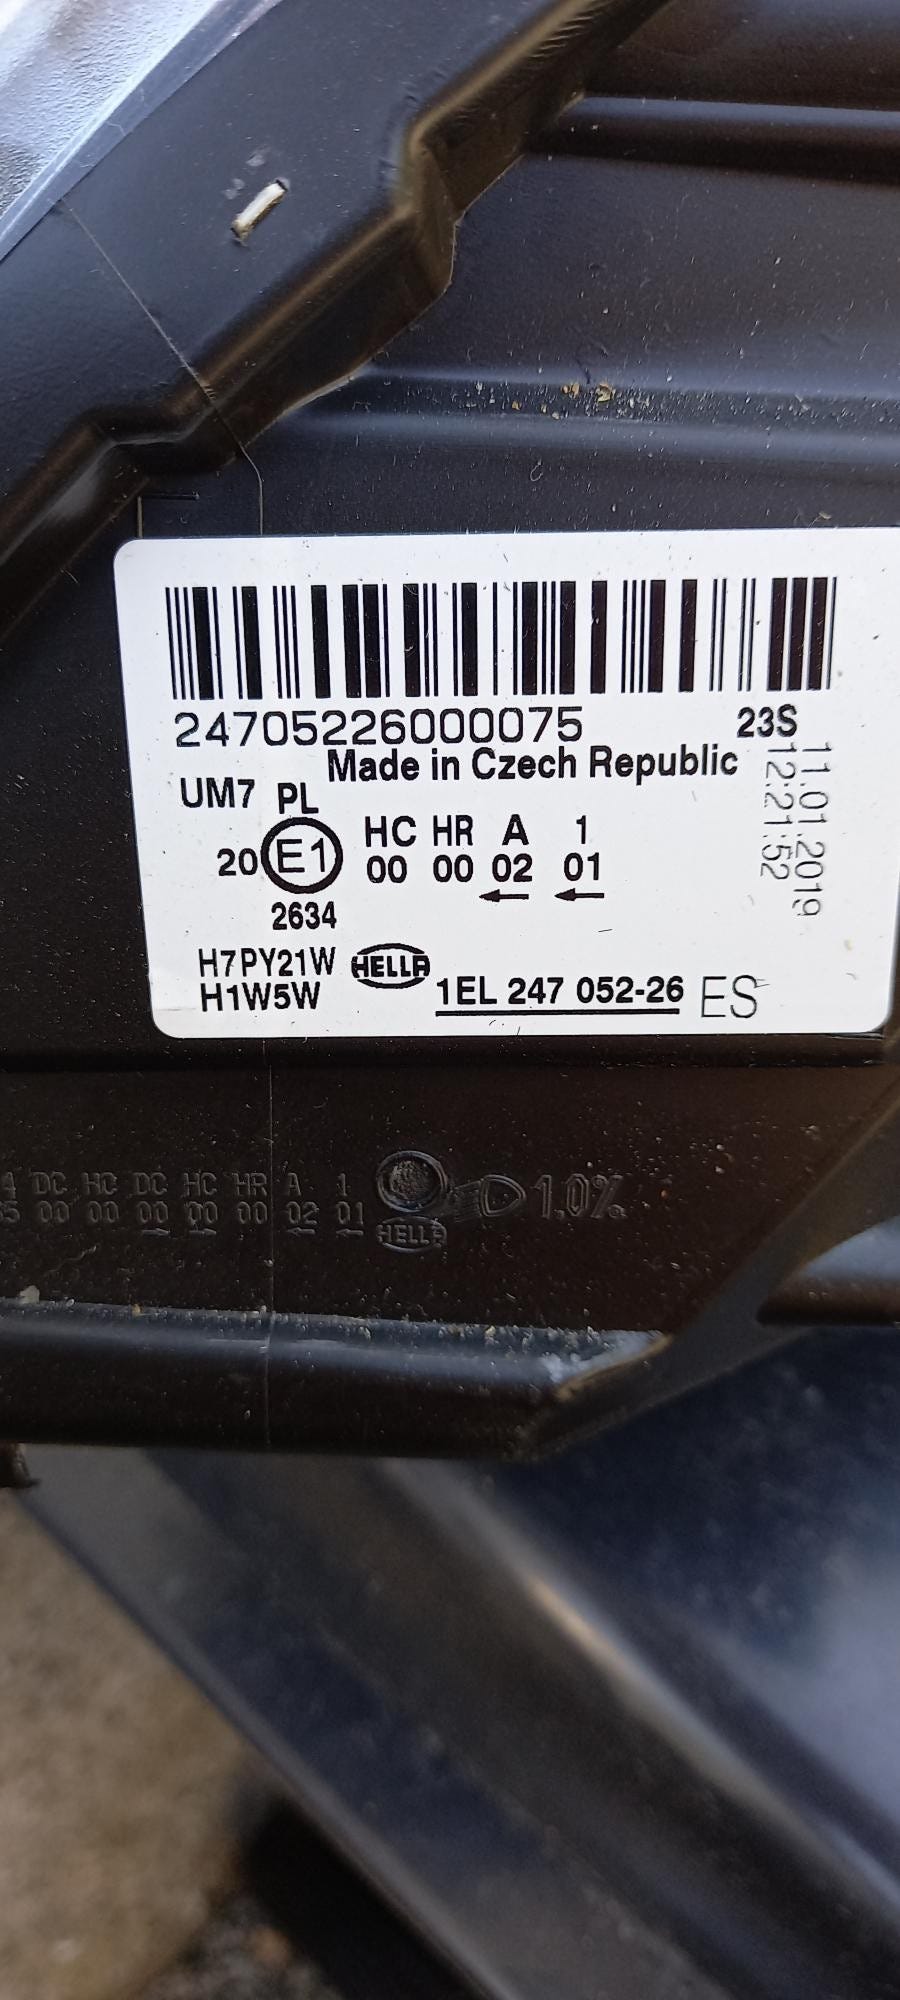 24705226000075 23S
Made in Czech Republic
11.01.2019
12:21:52
UM7 PL
HC HR A 1
20 E1 00 00 02 01
←  ←
2634
H7PY21W HELLA
H1W5W 1EL 247 052-26 ES
4 DC HC DC HC HR A 1
5 00 00 00 00 00 02 01 1.0%
→ → ← ←
HELLA